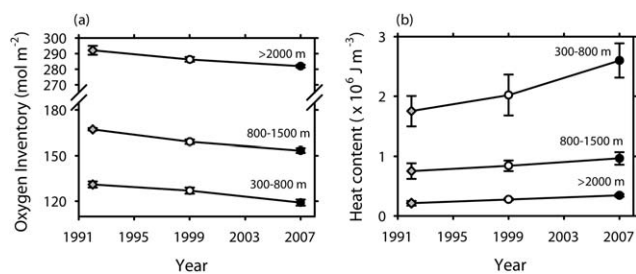 (a)
300
290
280
270
180
150
120
Oxygen Inventory (mol m-2)
>2000 m
800-1500 m
300-800 m
1991 1995 1999 2003 2007
Year
(b)
3
2
1
0
Heat content ( x 10⁶ J m⁻³)
300-800 m
800-1500 m
>2000 m
1991 1995 1999 2003 2007
Year